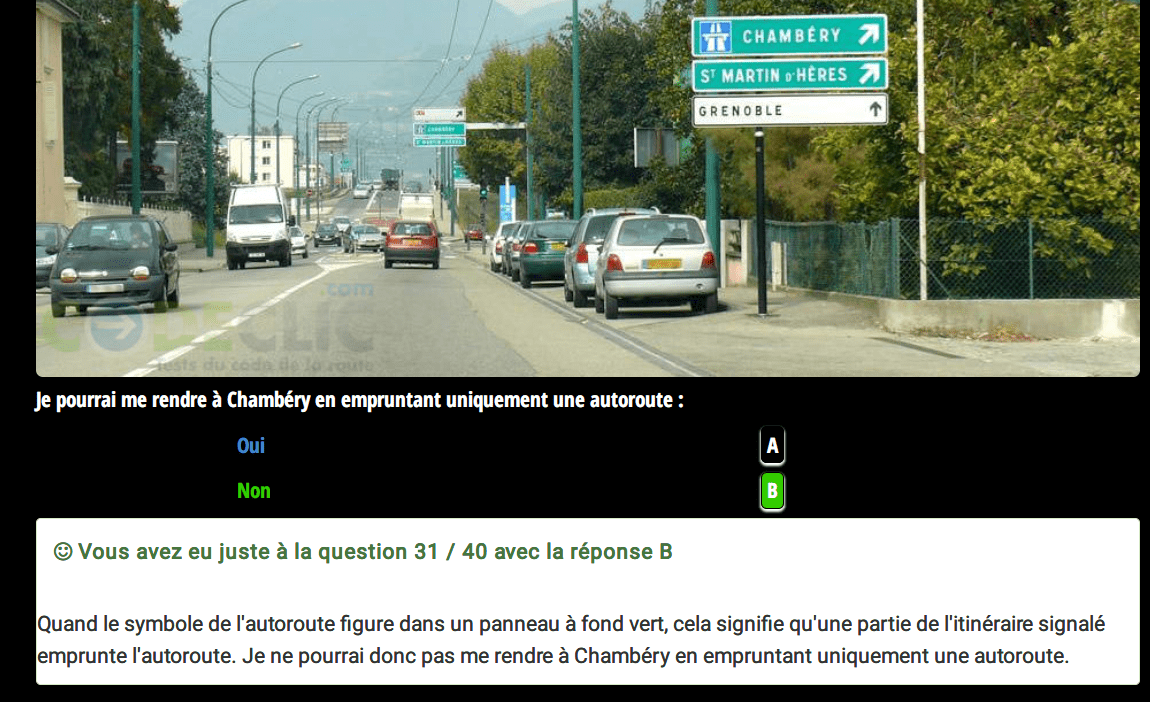 CHAMBÉRY
ST MARTIN D'HÈRES
GRENOBLE
CHAMBERY
ST MARTIN D'HERES
.com
CODECLIC
tests du code de la route
Je pourrai me rendre à Chambéry en empruntant uniquement une autoroute :
Oui A
Non B
Vous avez eu juste à la question 31 / 40 avec la réponse B
Quand le symbole de l'autoroute figure dans un panneau à fond vert, cela signifie qu'une partie de l'itinéraire signalé
emprunte l'autoroute. Je ne pourrai donc pas me rendre à Chambéry en empruntant uniquement une autoroute.